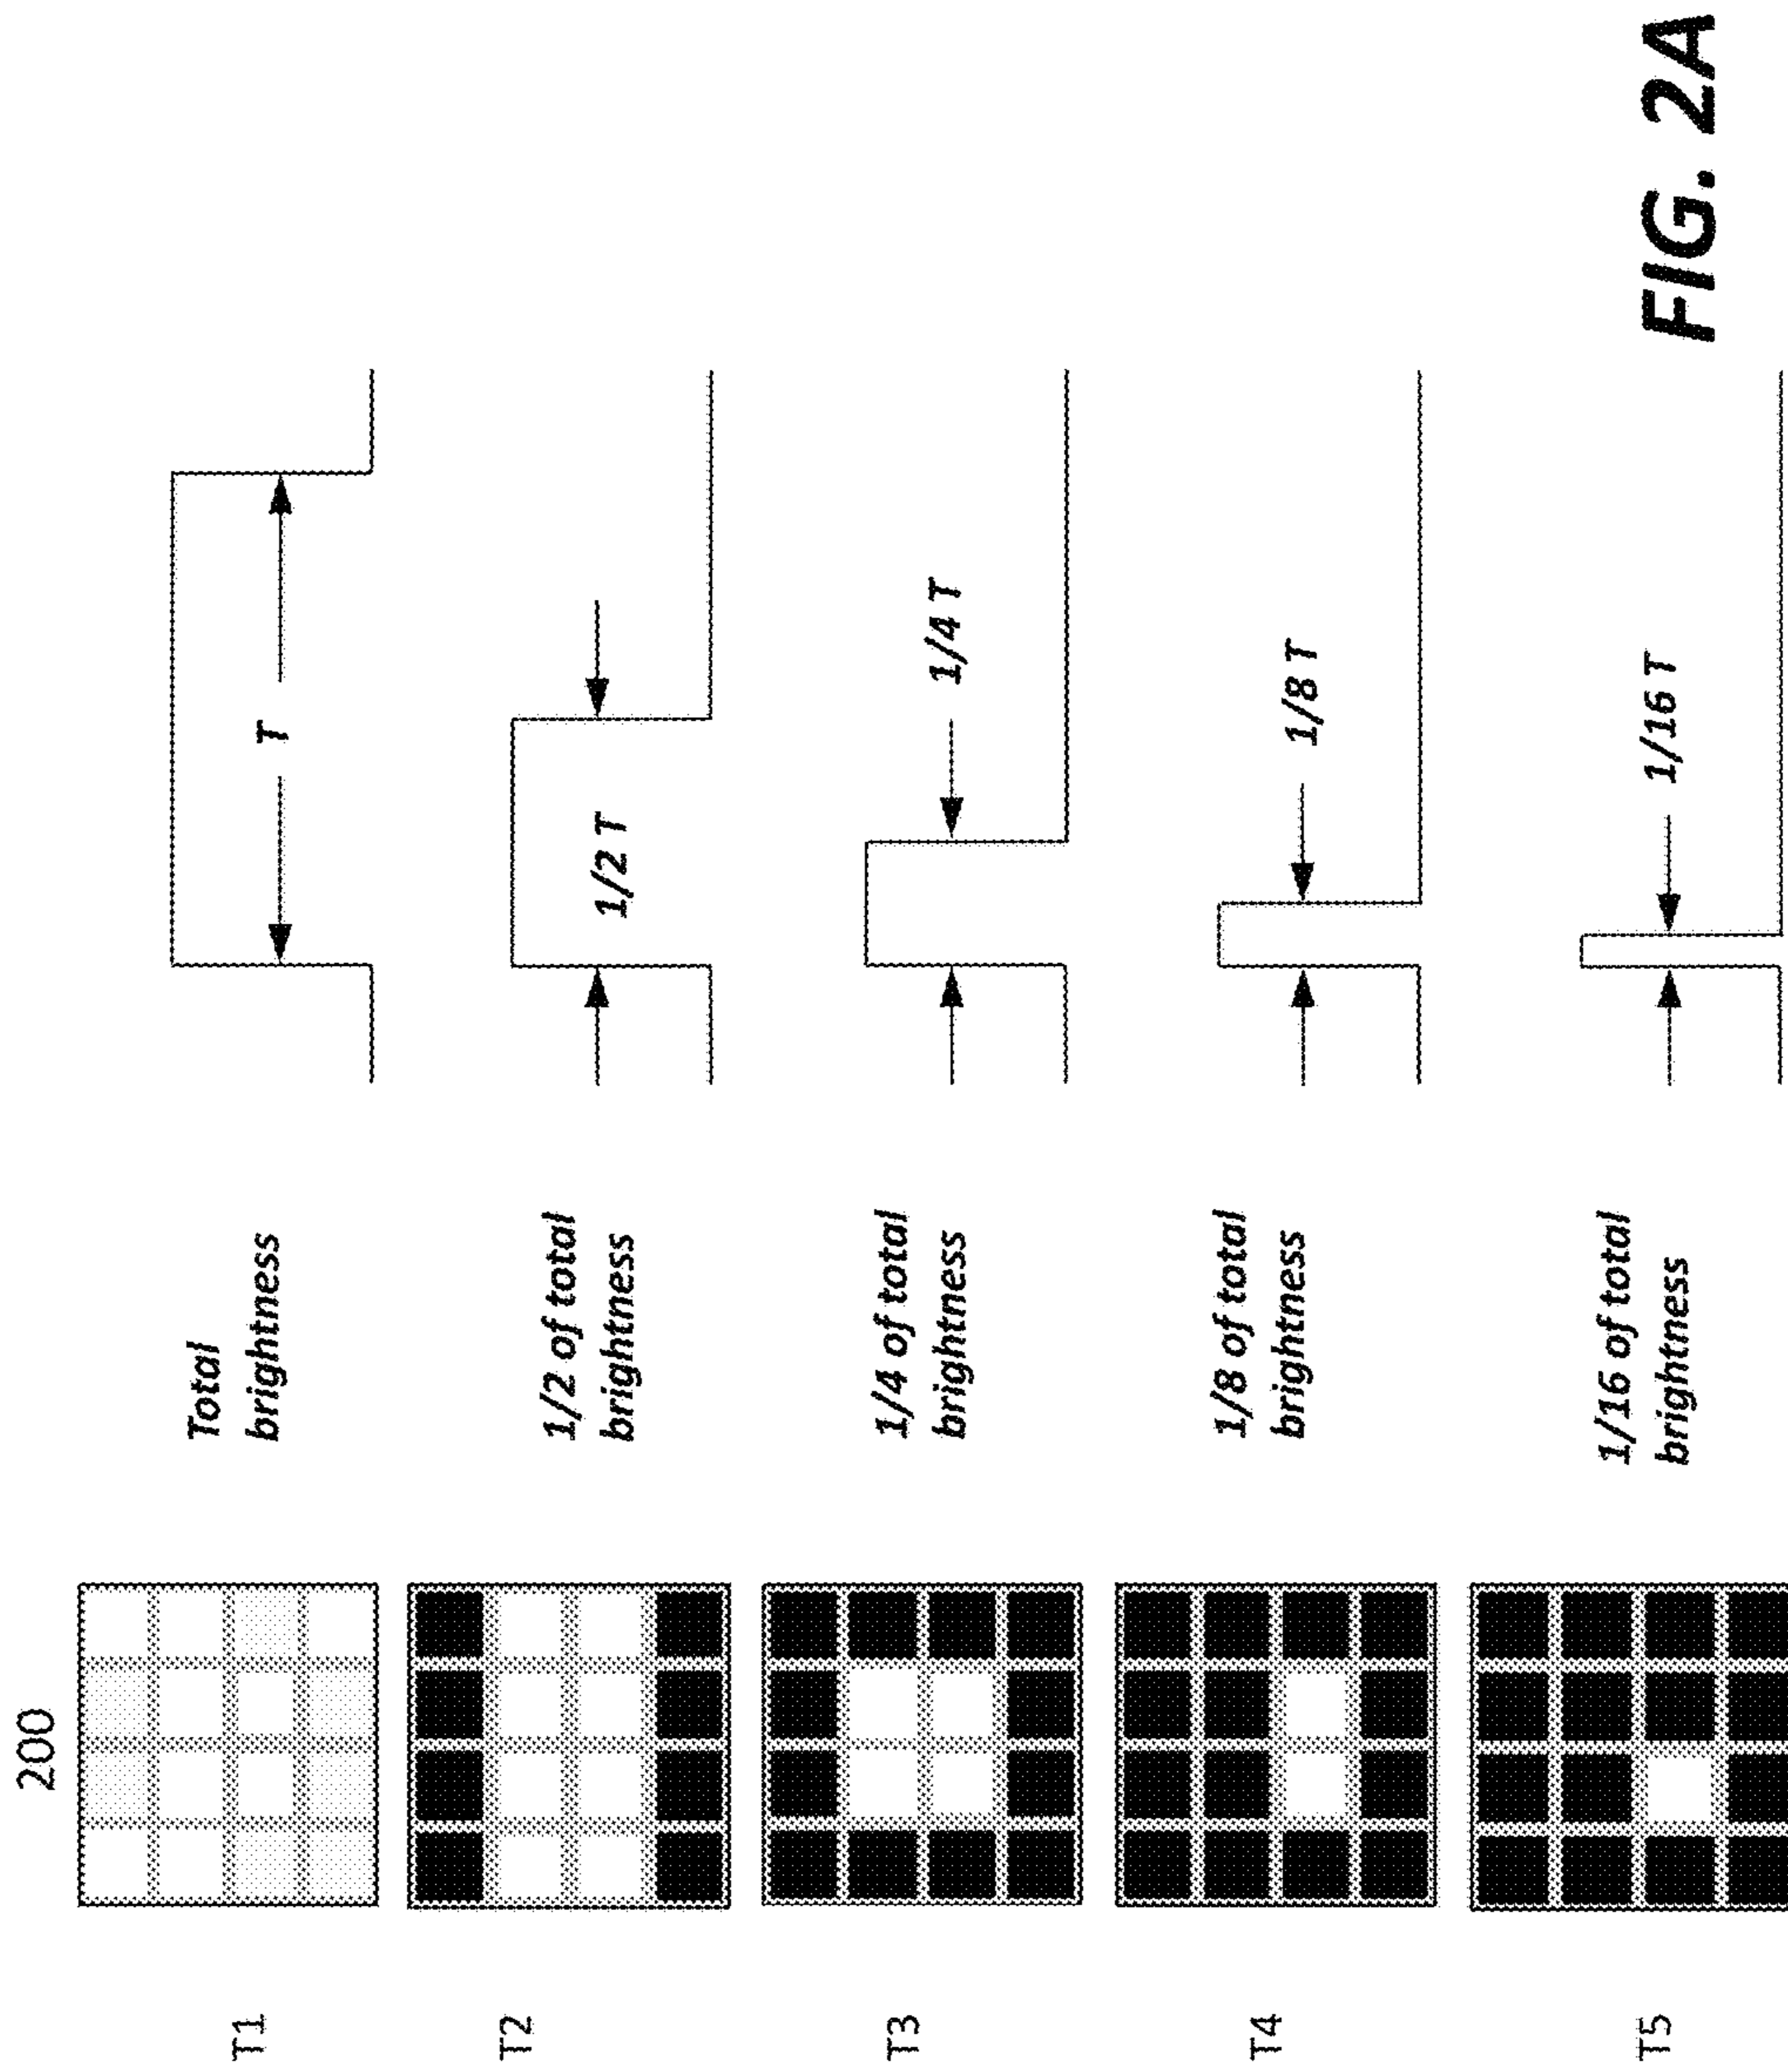 200
T1
Total
brightness
T
T2
1/2 of total
brightness
1/2 T
T3
1/4 of total
brightness
1/4 T
T4
1/8 of total
brightness
1/8 T
T5
1/16 of total
brightness
1/16 T
FIG. 2A